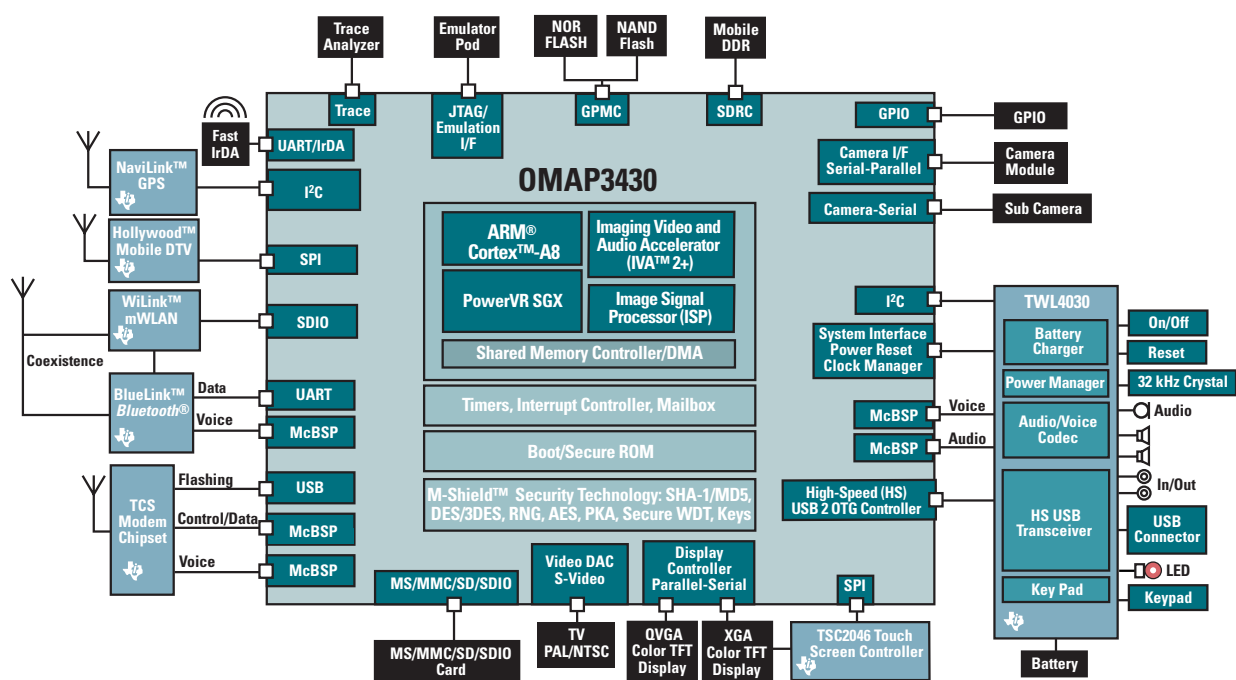 Trace
Analyzer
Emulator
Pod
NOR
FLASH
NAND
Flash
Mobile
DDR
Trace
JTAG/
Emulation
I/F
GPMC
SDRC
GPIO
GPIO
Fast
IrDA
UART/IrDA
Camera I/F
Serial-Parallel
Camera
Module
NaviLink™
GPS
I²C
OMAP3430
Camera-Serial
Sub Camera
Hollywood™
Mobile DTV
SPI
ARM®
Cortex™-A8
Imaging Video and
Audio Accelerator
(IVA™ 2+)
PowerVR SGX
Image Signal
Processor (ISP)
Shared Memory Controller/DMA
WiLink™
mWLAN
SDIO
Coexistence
BlueLink™
Bluetooth®
Data
UART
Voice
McBSP
Timers, Interrupt Controller, Mailbox
Boot/Secure ROM
M-Shield™ Security Technology: SHA-1/MD5,
DES/3DES, RNG, AES, PKA, Secure WDT, Keys
TCS
Modem
Chipset
Flashing
USB
Control/Data
McBSP
Voice
McBSP
I²C
System Interface
Power Reset
Clock Manager
McBSP
Voice
McBSP
Audio
High-Speed (HS)
USB 2 OTG Controller
TWL4030
Battery
Charger
On/Off
Reset
Power Manager
32 kHz Crystal
Audio/Voice
Codec
Audio
In/Out
HS USB
Transceiver
USB
Connector
LED
Key Pad
Keypad
Battery
MS/MMC/SD/SDIO
Video DAC
S-Video
Display
Controller
Parallel-Serial
SPI
MS/MMC/SD/SDIO
Card
TV
PAL/NTSC
QVGA
Color TFT
Display
XGA
Color TFT
Display
TSC2046 Touch
Screen Controller